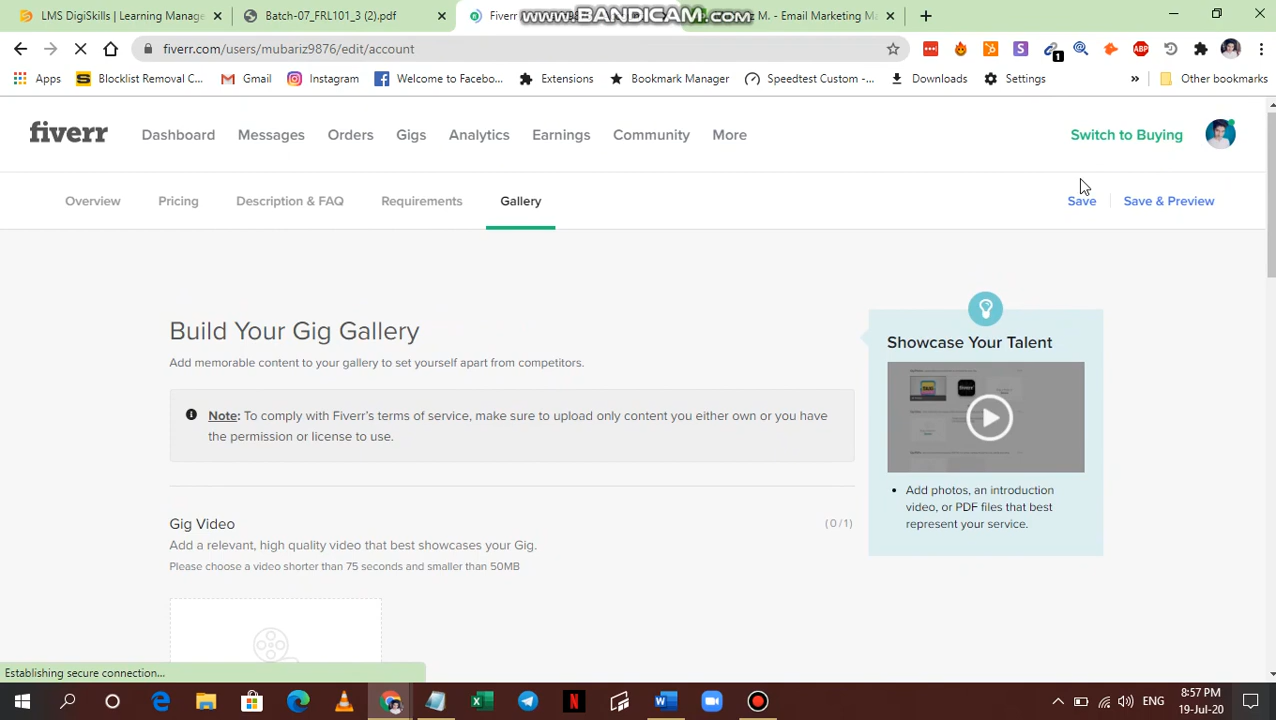 LMS DigiSkills | Learning Manage
Batch-07_FRL101_3 (2).pdf
Fiverr
www.BANDICAM.com
z M. - Email Marketing Ma
fiverr.com/users/mubariz9876/edit/account
ABP
1
Apps
Blocklist Removal C...
Gmail
Instagram
Welcome to Facebo...
Extensions
Bookmark Manager
Speedtest Custom -...
Downloads
Settings
»
Other bookmarks
fiverr
Dashboard
Messages
Orders
Gigs
Analytics
Earnings
Community
More
Switch to Buying
Overview
Pricing
Description & FAQ
Requirements
Gallery
Save
Save & Preview
Build Your Gig Gallery
Add memorable content to your gallery to set yourself apart from competitors.
Note: To comply with Fiverr's terms of service, make sure to upload only content you either own or you have
the permission or license to use.
Showcase Your Talent
• Add photos, an introduction
video, or PDF files that best
represent your service.
Gig Video
(0/1)
Add a relevant, high quality video that best showcases your Gig.
Please choose a video shorter than 75 seconds and smaller than 50MB
Establishing secure connection...
ENG
8:57 PM
19-Jul-20